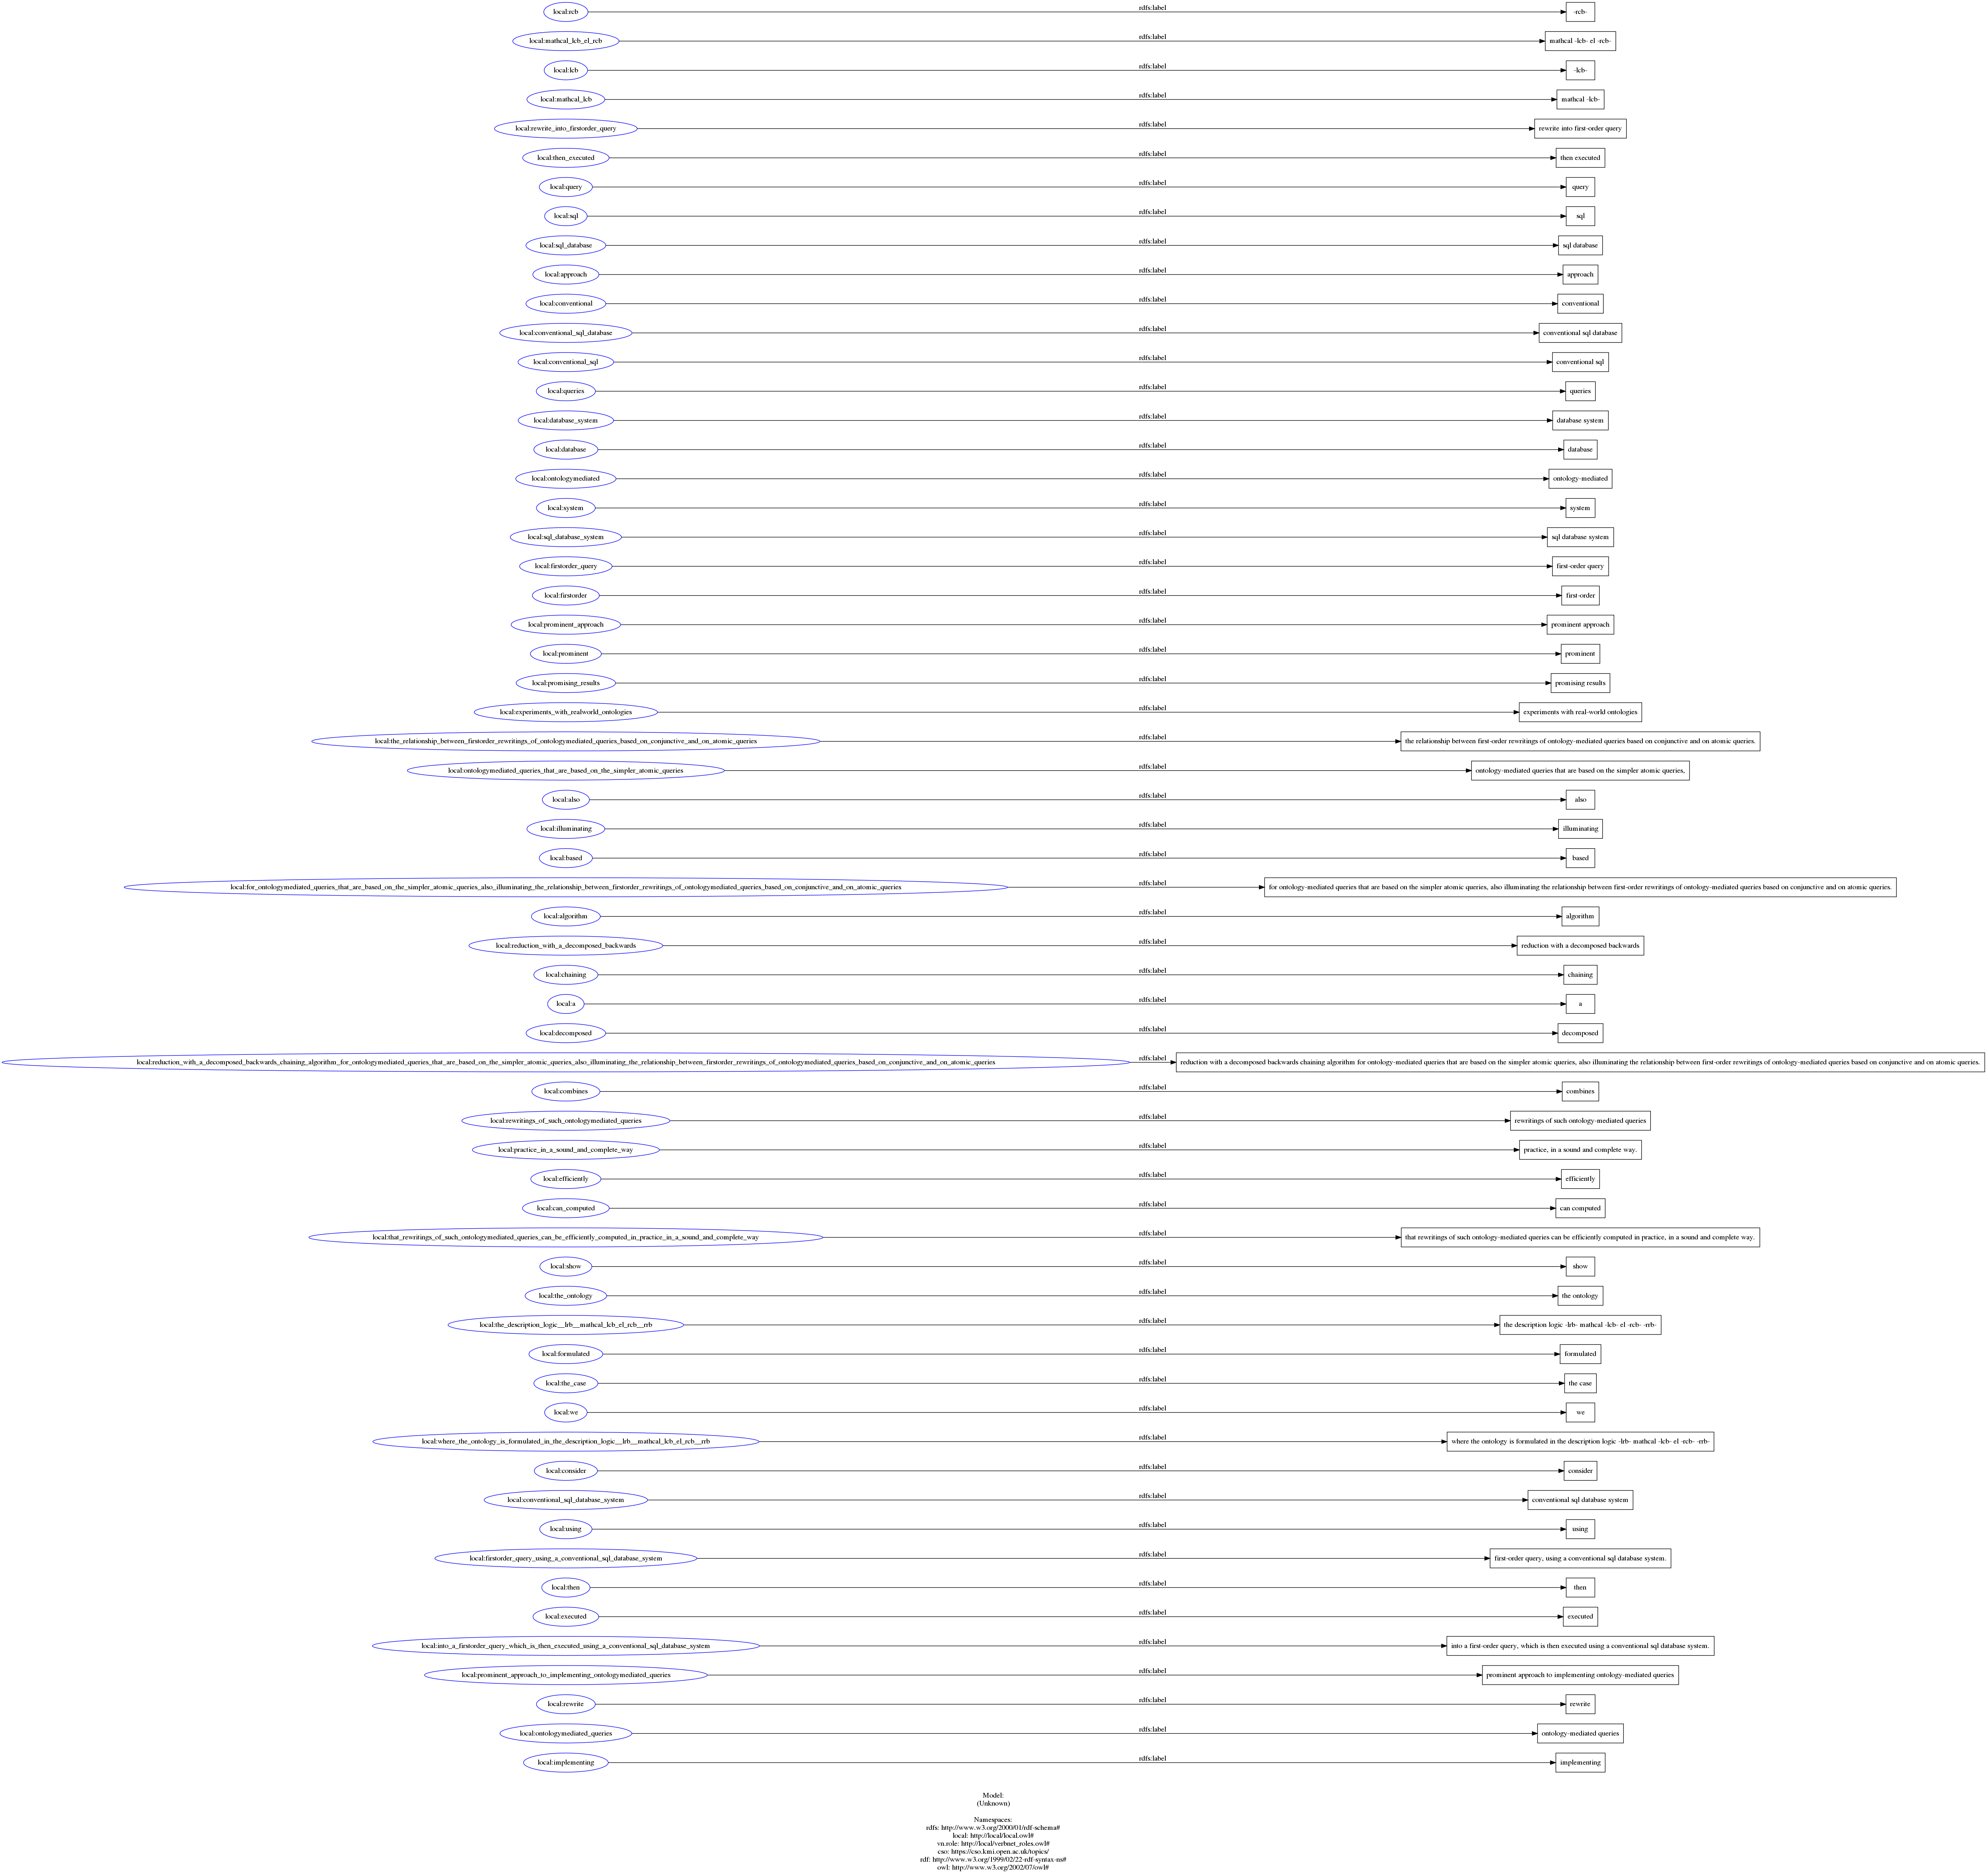 local:rcb rdfs:label -rcb-
local:mathcal_lcb_el_rcb rdfs:label mathcal -lcb- el -rcb-
local:lcb rdfs:label -lcb-
local:mathcal_lcb rdfs:label mathcal -lcb-
local:rewrite_into_firstorder_query rdfs:label rewrite into first-order query
local:then_executed rdfs:label then executed
local:query rdfs:label query
local:sql rdfs:label sql
local:sql_database rdfs:label sql database
local:approach rdfs:label approach
local:conventional rdfs:label conventional
local:conventional_sql_database rdfs:label conventional sql database
local:conventional_sql rdfs:label conventional sql
local:queries rdfs:label queries
local:database_system rdfs:label database system
local:database rdfs:label database
local:ontologymediated rdfs:label ontology-mediated
local:system rdfs:label system
local:sql_database_system rdfs:label sql database system
local:firstorder_query rdfs:label first-order query
local:firstorder rdfs:label first-order
local:prominent_approach rdfs:label prominent approach
local:prominent rdfs:label prominent
local:promising_results rdfs:label promising results
local:experiments_with_realworld_ontologies rdfs:label experiments with real-world ontologies
local:the_relationship_between_firstorder_rewritings_of_ontologymediated_queries_based_on_conjunctive_and_on_atomic_queries rdfs:label the relationship between first-order rewritings of ontology-mediated queries based on conjunctive and on atomic queries.
local:ontologymediated_queries_that_are_based_on_the_simpler_atomic_queries rdfs:label ontology-mediated queries that are based on the simpler atomic queries,
local:also rdfs:label also
local:illuminating rdfs:label illuminating
local:based rdfs:label based
local:for_ontologymediated_queries_that_are_based_on_the_simpler_atomic_queries_also_illuminating_the_relationship_between_firstorder_rewritings_of_ontologymediated_queries_based_on_conjunctive_and_on_atomic_queries rdfs:label for ontology-mediated queries that are based on the simpler atomic queries, also illuminating the relationship between first-order rewritings of ontology-mediated queries based on conjunctive and on atomic queries.
local:algorithm rdfs:label algorithm
local:reduction_with_a_decomposed_backwards rdfs:label reduction with a decomposed backwards
local:chaining rdfs:label chaining
local:a rdfs:label a
local:decomposed rdfs:label decomposed
local:reduction_with_a_decomposed_backwards_chaining_algorithm_for_ontologymediated_queries_that_are_based_on_the_simpler_atomic_queries_also_illuminating_the_relationship_between_firstorder_rewritings_of_ontologymediated_queries_based_on_conjunctive_and_on_atomic_queries rdfs:label reduction with a decomposed backwards chaining algorithm for ontology-mediated queries that are based on the simpler atomic queries, also illuminating the relationship between first-order rewritings of ontology-mediated queries based on conjunctive and on atomic queries.
local:combines rdfs:label combines
local:rewritings_of_such_ontologymediated_queries rdfs:label rewritings of such ontology-mediated queries
local:practice_in_a_sound_and_complete_way rdfs:label practice, in a sound and complete way.
local:efficiently rdfs:label efficiently
local:can_computed rdfs:label can computed
local:that_rewritings_of_such_ontologymediated_queries_can_be_efficiently_computed_in_practice_in_a_sound_and_complete_way rdfs:label that rewritings of such ontology-mediated queries can be efficiently computed in practice, in a sound and complete way.
local:show rdfs:label show
local:the_ontology rdfs:label the ontology
local:the_description_logic__lrb__mathcal_lcb_el_rcb__rrb rdfs:label the description logic -lrb- mathcal -lcb- el -rcb- -rrb-
local:formulated rdfs:label formulated
local:the_case rdfs:label the case
local:we rdfs:label we
local:where_the_ontology_is_formulated_in_the_description_logic__lrb__mathcal_lcb_el_rcb__rrb rdfs:label where the ontology is formulated in the description logic -lrb- mathcal -lcb- el -rcb- -rrb-
local:consider rdfs:label consider
local:conventional_sql_database_system rdfs:label conventional sql database system
local:using rdfs:label using
local:firstorder_query_using_a_conventional_sql_database_system rdfs:label first-order query, using a conventional sql database system.
local:then rdfs:label then
local:executed rdfs:label executed
local:into_a_firstorder_query_which_is_then_executed_using_a_conventional_sql_database_system rdfs:label into a first-order query, which is then executed using a conventional sql database system.
local:prominent_approach_to_implementing_ontologymediated_queries rdfs:label prominent approach to implementing ontology-mediated queries
local:rewrite rdfs:label rewrite
local:ontologymediated_queries rdfs:label ontology-mediated queries
local:implementing rdfs:label implementing
Model:
(Unknown)
Namespaces:
rdfs: http://www.w3.org/2000/01/rdf-schema#
local: http://local/local.owl#
vn.role: http://local/verbnet_roles.owl#
cso: https://cso.kmi.open.ac.uk/topics/
rdf: http://www.w3.org/1999/02/22-rdf-syntax-ns#
owl: http://www.w3.org/2002/07/owl#